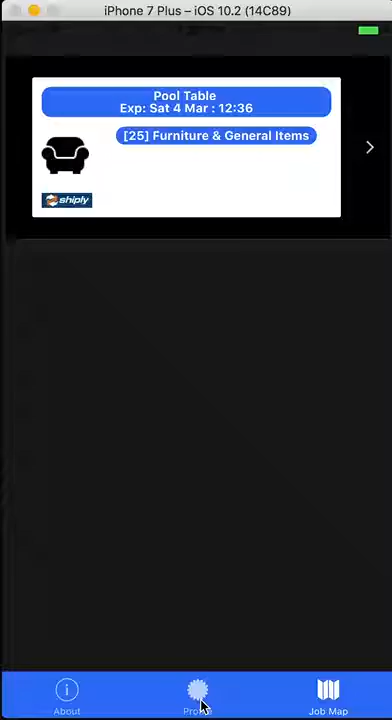 iPhone 7 Plus – iOS 10.2 (14C89)
Pool Table
Exp: Sat 4 Mar : 12:36
[25] Furniture & General Items
shiply
About
Job Map